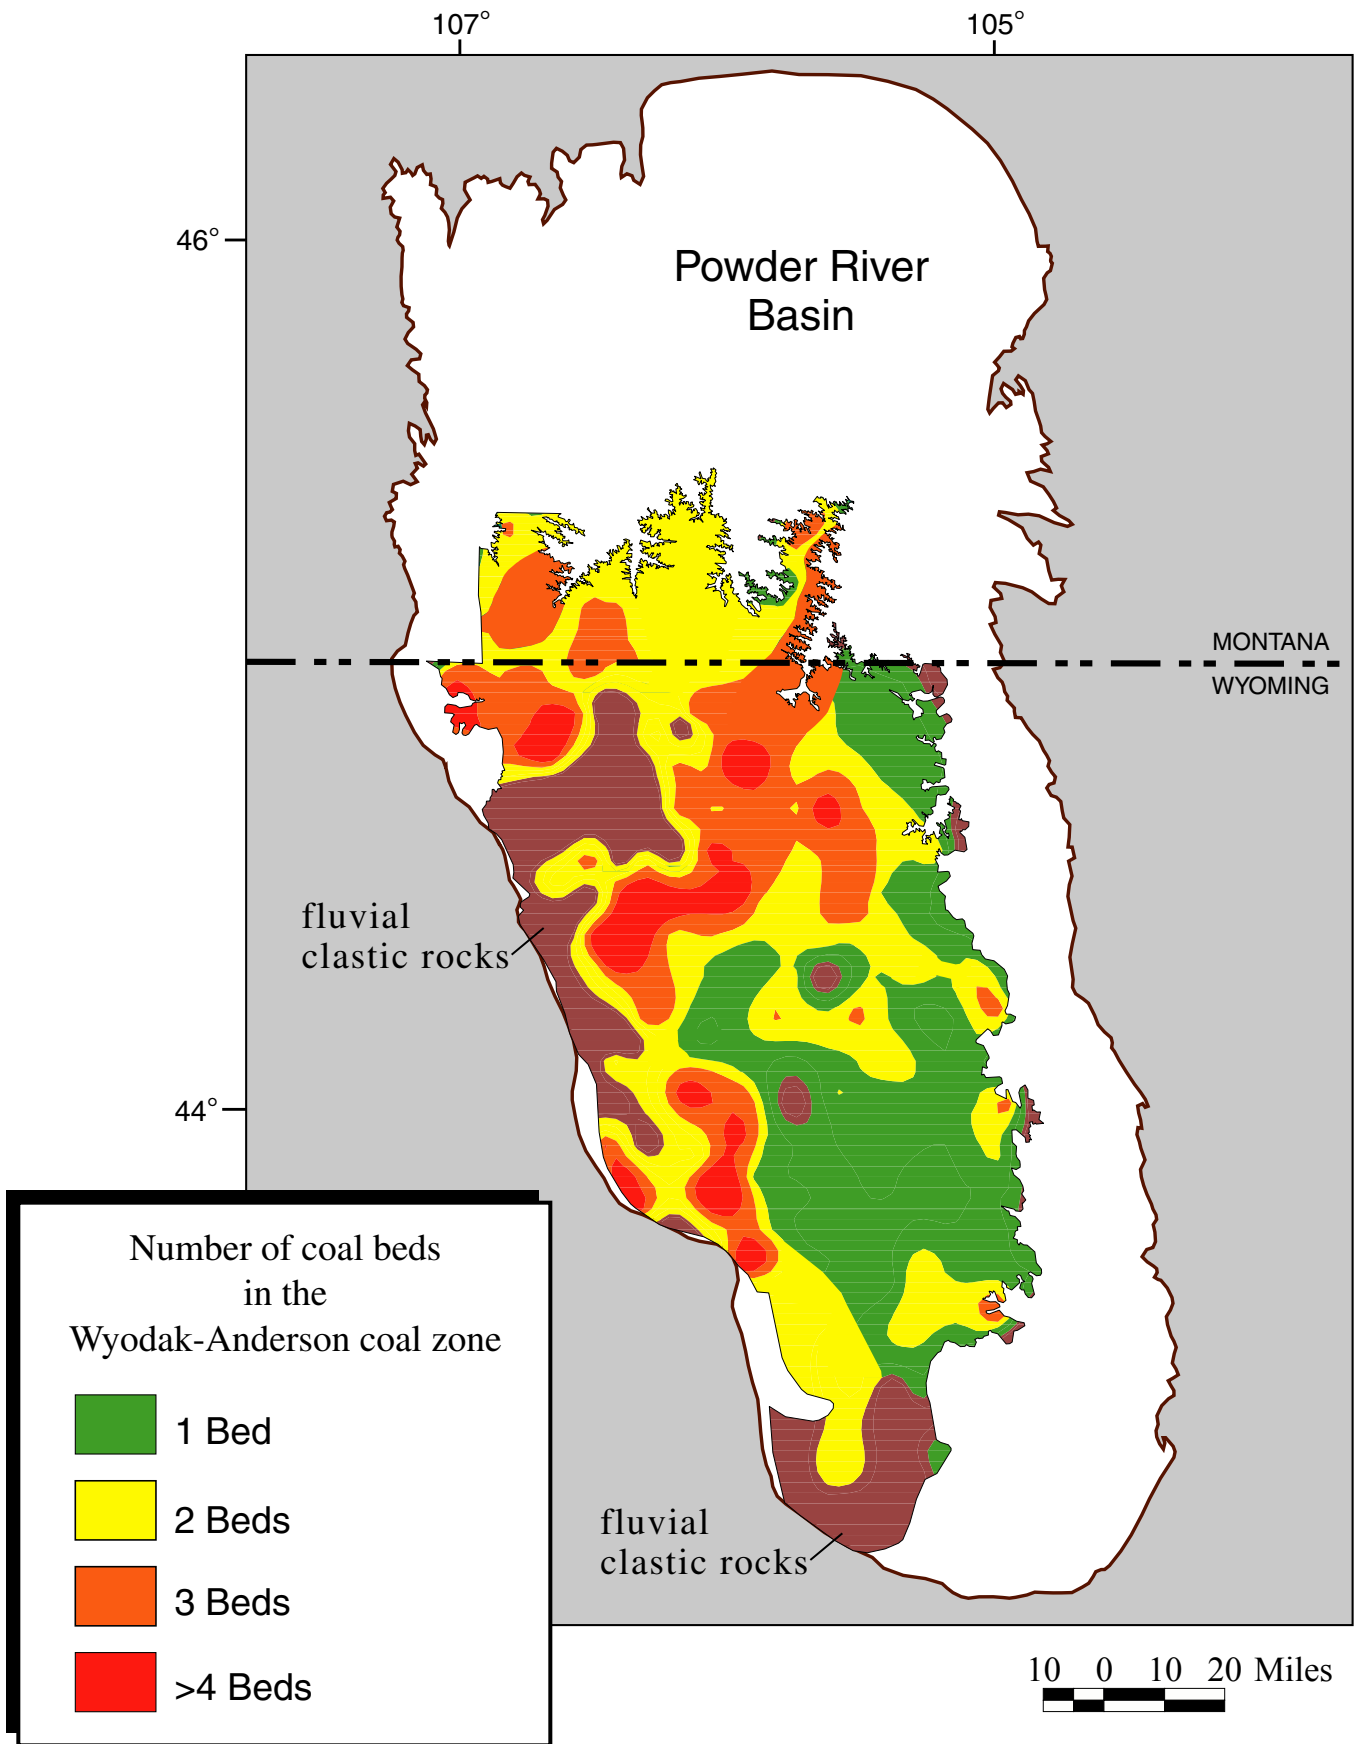 107°
105°
46°
Powder River
Basin
MONTANA
WYOMING
fluvial
clastic rocks
44°
Number of coal beds
in the
Wyodak-Anderson coal zone
1 Bed
2 Beds
3 Beds
>4 Beds
fluvial
clastic rocks
10 0 10 20 Miles